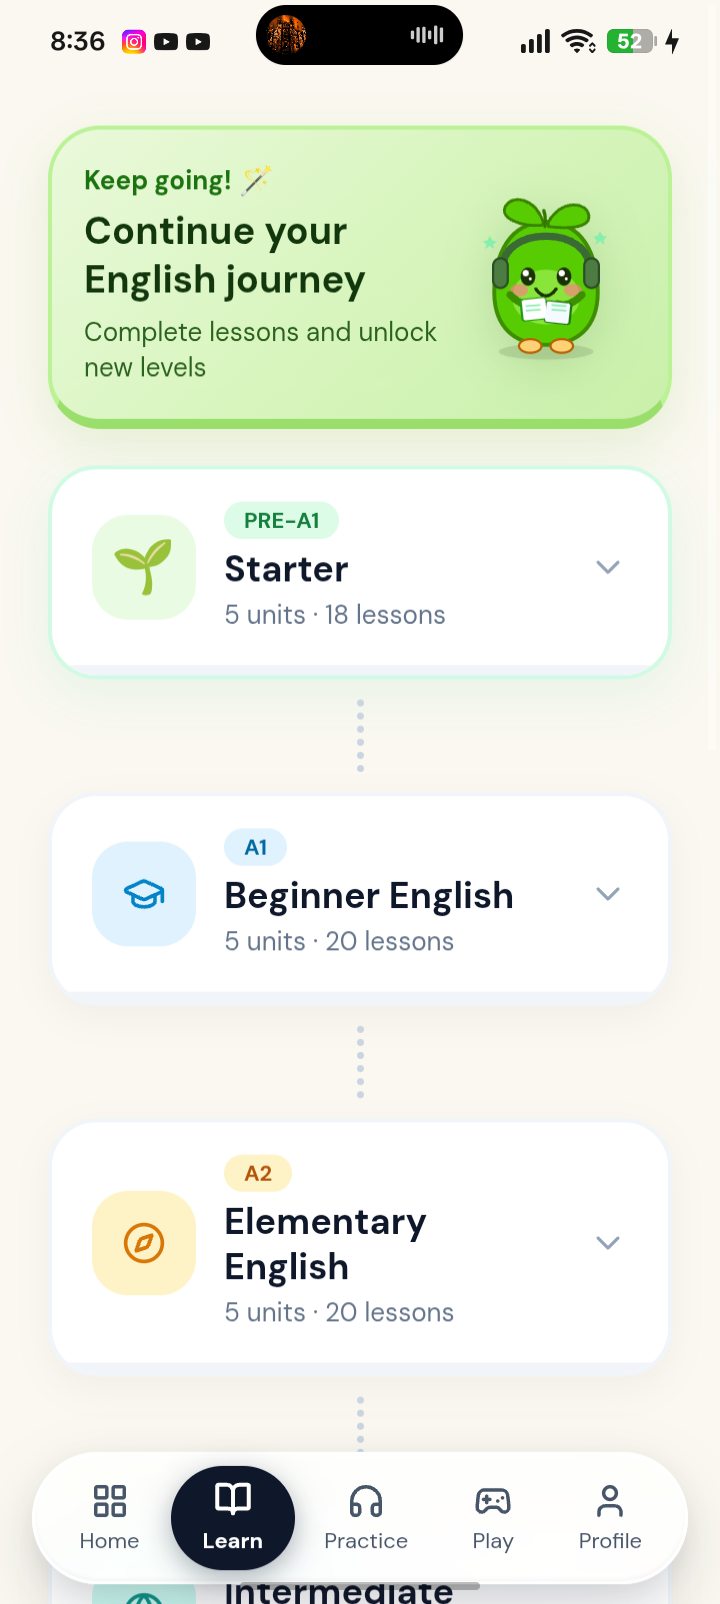 8:36
52
Keep going! 🪄
Continue your
English journey
Complete lessons and unlock
new levels
PRE-A1
Starter
5 units · 18 lessons
A1
Beginner English
5 units · 20 lessons
A2
Elementary
English
5 units · 20 lessons
Home
Learn
Practice
Play
Profile
Intermediate